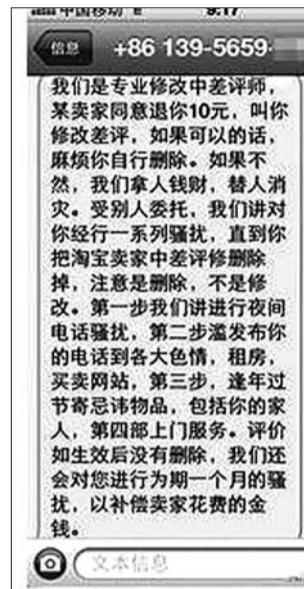 中国移动 E 9:17
信息 +86 139-5659-
我们是专业修改中差评师，
某卖家同意退你10元，叫你
修改差评，如果可以的话，
麻烦你自行删除。如果不
然，我们拿人钱财，替人消
灾。受别人委托，我们讲对
你经行一系列骚扰，直到你
把淘宝卖家中差评修删除
掉，注意是删除，不是修
改。第一步我们讲进行夜间
电话骚扰，第二步滥发布你
的电话到各大色情，租房，
买卖网站，第三步，逢年过
节寄忌讳物品，包括你的家
人，第四部上门服务。评价
如生效后没有删除，我们还
会对您进行为期一个月的骚
扰，以补偿卖家花费的金
钱。
文本信息